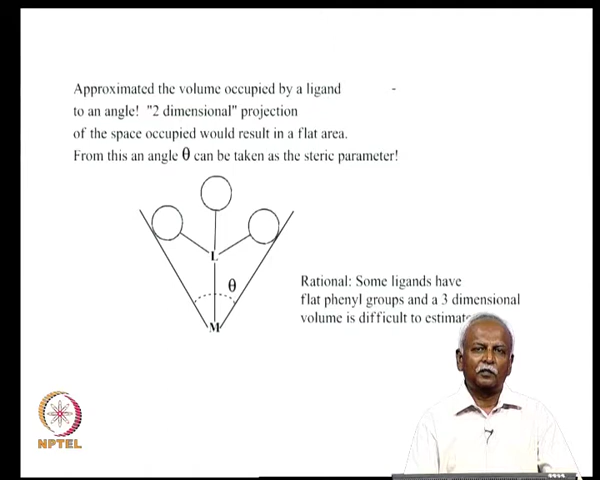 Approximated the volume occupied by a ligand -
to an angle! "2 dimensional" projection
of the space occupied would result in a flat area.
From this an angle θ can be taken as the steric parameter!
L
θ
M
Rational: Some ligands have
flat phenyl groups and a 3 dimensional
volume is difficult to estimat
NPTEL